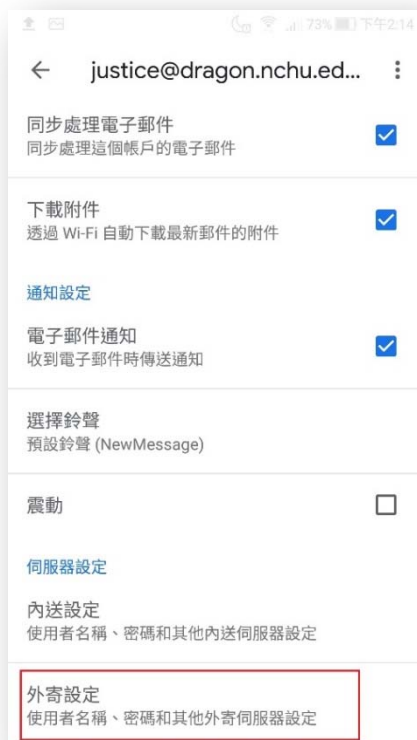 73% 下午2:14
justice@dragon.nchu.ed...
同步處理電子郵件
同步處理這個帳戶的電子郵件
下載附件
透過 Wi-Fi 自動下載最新郵件的附件
通知設定
電子郵件通知
收到電子郵件時傳送通知
選擇鈴聲
預設鈴聲 (NewMessage)
震動
伺服器設定
內送設定
使用者名稱、密碼和其他內送伺服器設定
外寄設定
使用者名稱、密碼和其他外寄伺服器設定